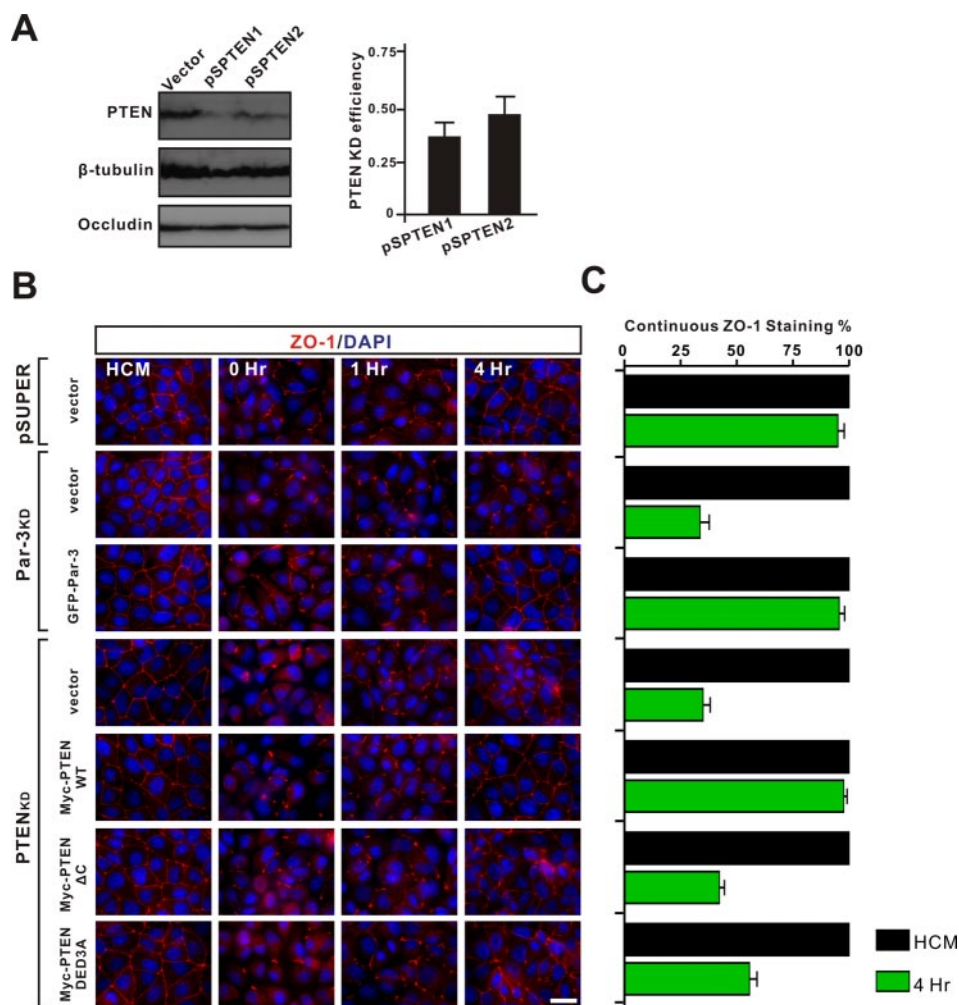 A
Vector
pSPTEN1
pSPTEN2
PTEN
β-tubulin
Occludin
PTEN KD efficiency
0.75
0.50
0.25
0
pSPTEN1
pSPTEN2
B
ZO-1/DAPI
HCM
0 Hr
1 Hr
4 Hr
pSUPER
vector
Par-3KD
vector
GFP-Par-3
PTENKD
vector
Myc-PTEN
WT
Myc-PTEN
ΔC
Myc-PTEN
DED3A
C
Continuous ZO-1 Staining %
0
25
50
75
100
HCM
4 Hr